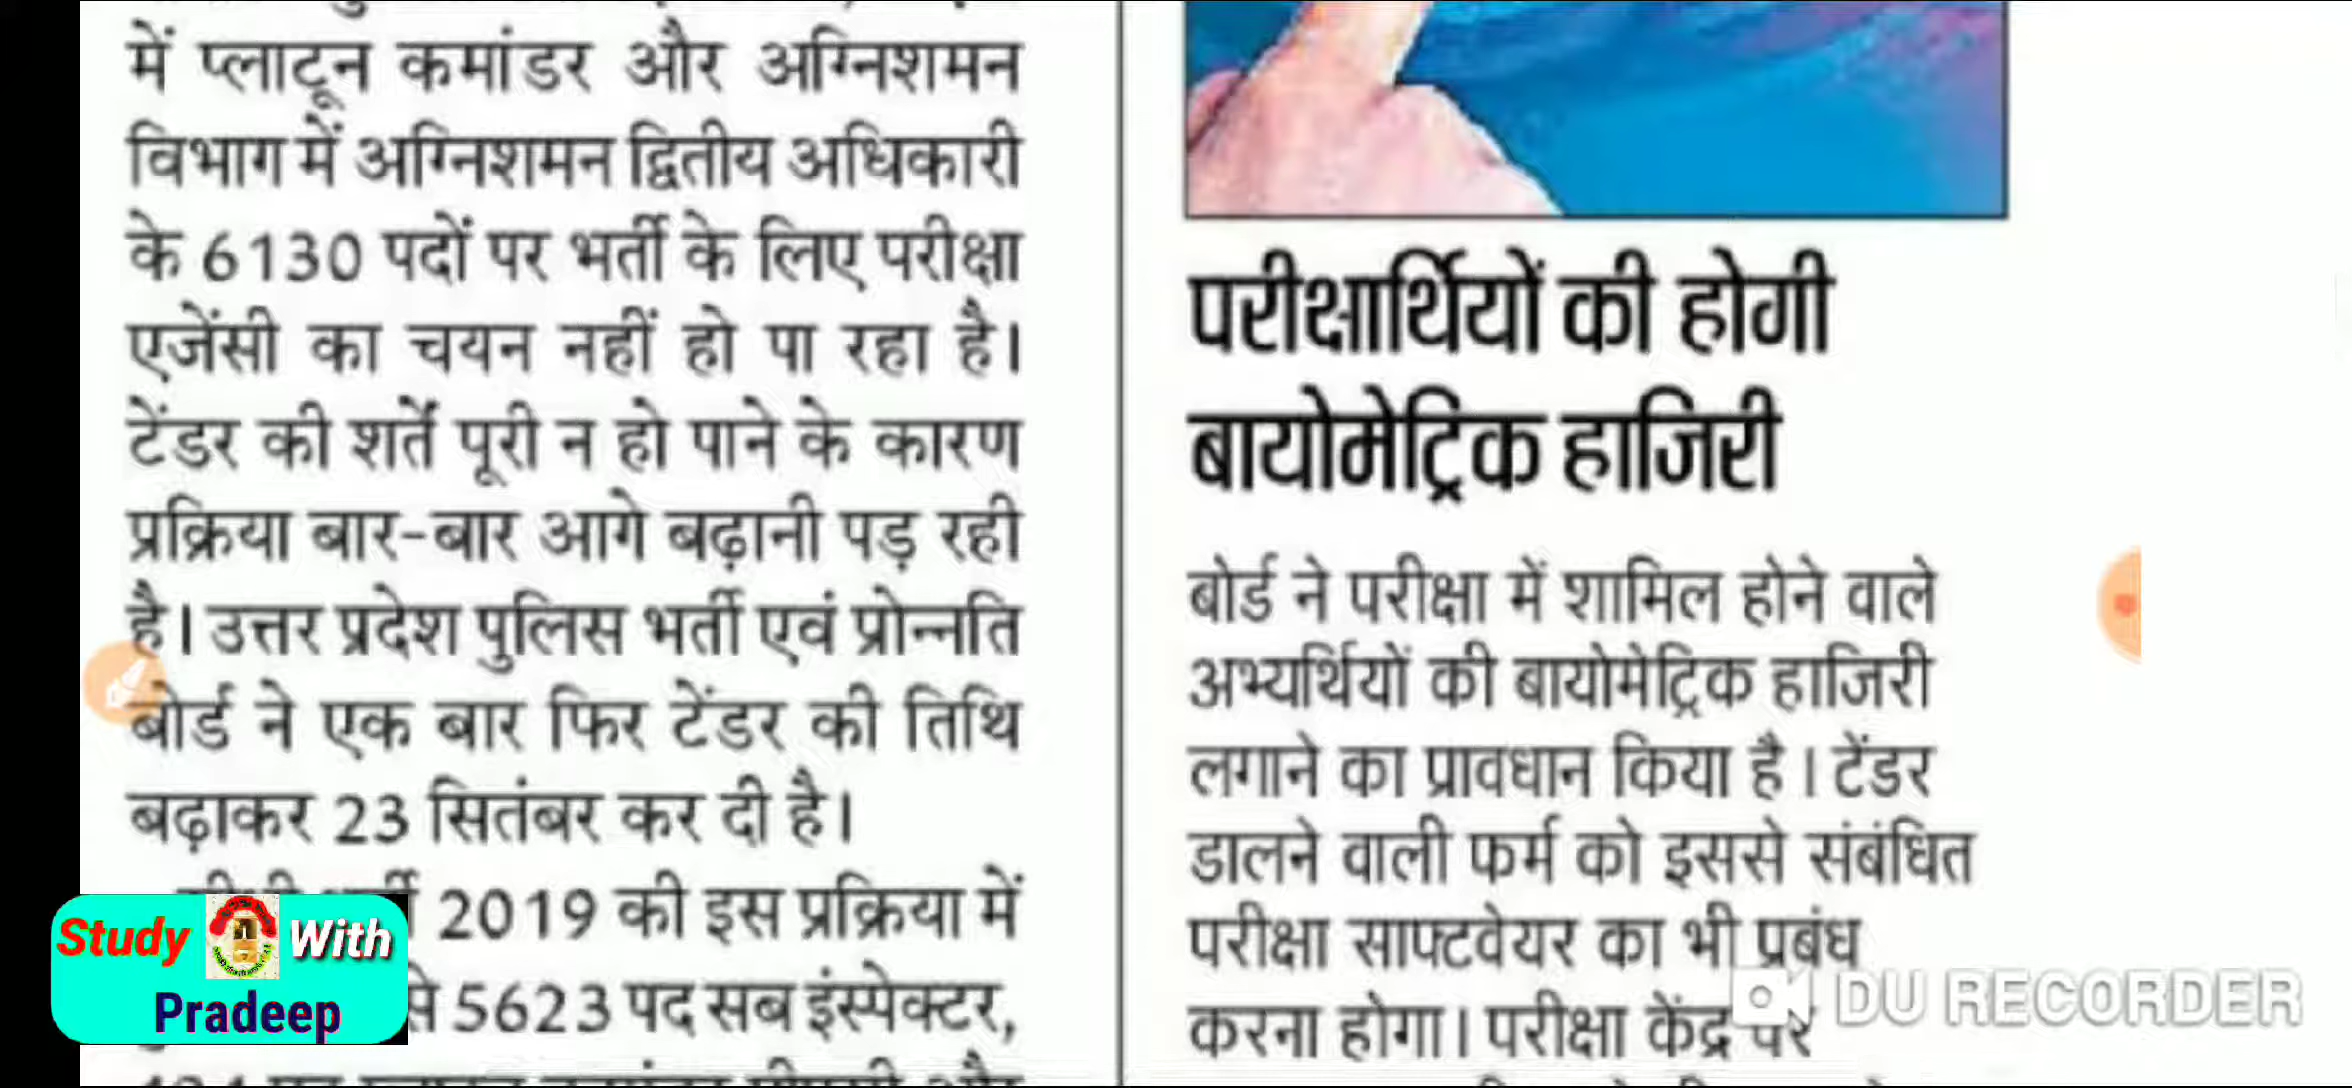 में प्लाटून कमांडर और अग्निशमन
विभाग में अग्निशमन द्वितीय अधिकारी
के 6130 पदों पर भर्ती के लिए परीक्षा
एजेंसी का चयन नहीं हो पा रहा है।
टेंडर की शर्तें पूरी न हो पाने के कारण
प्रक्रिया बार-बार आगे बढ़ानी पड़ रही
है। उत्तर प्रदेश पुलिस भर्ती एवं प्रोन्नति
बोर्ड ने एक बार फिर टेंडर की तिथि
बढ़ाकर 23 सितंबर कर दी है।
2019 की इस प्रक्रिया में
से 5623 पद सब इंस्पेक्टर,
परीक्षार्थियों की होगी
बायोमेट्रिक हाजिरी
बोर्ड ने परीक्षा में शामिल होने वाले
अभ्यर्थियों की बायोमेट्रिक हाजिरी
लगाने का प्रावधान किया है। टेंडर
डालने वाली फर्म को इससे संबंधित
परीक्षा साफ्टवेयर का भी प्रबंध
करना होगा। परीक्षा केंद्र पर
Study With
Pradeep
DU RECORDER